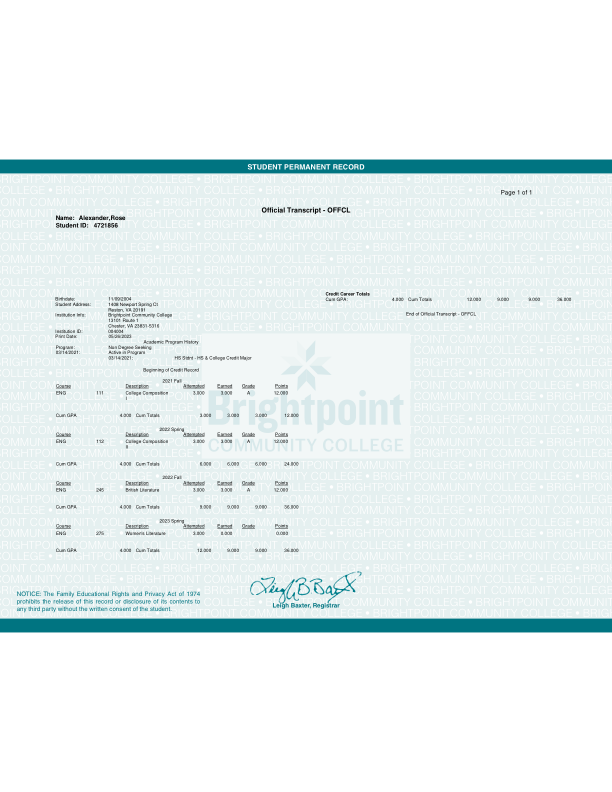 STUDENT PERMANENT RECORD
Page 1 of 1
Official Transcript - OFFCL
Name: Alexander,Rose
Student ID: 4721856
Birthdate: 11/09/2004
Student Address: 1408 Newport Spring Ct
Reston, VA 20191
Institution Info: Brightpoint Community College
13101 Route 1
Chester, VA 23831-5316
Institution ID: 004004
Print Date: 05/26/2023
Academic Program History
Program: Non Degree Seeking
03/14/2021: Active in Program
03/14/2021: HS Stdnt - HS & College Credit Major
Beginning of Credit Record
2021 Fall
Course Description Attempted Earned Grade Points
ENG 111 College Composition 3.000 3.000 A 12.000
I
Cum GPA 4.000 Cum Totals 3.000 3.000 3.000 12.000
2022 Spring
Course Description Attempted Earned Grade Points
ENG 112 College Composition 3.000 3.000 A 12.000
II
Cum GPA 4.000 Cum Totals 6.000 6.000 6.000 24.000
2022 Fall
Course Description Attempted Earned Grade Points
ENG 245 British Literature 3.000 3.000 A 12.000
Cum GPA 4.000 Cum Totals 9.000 9.000 9.000 36.000
2023 Spring
Course Description Attempted Earned Grade Points
ENG 275 Women's Literature 3.000 0.000 0.000
Cum GPA 4.000 Cum Totals 12.000 9.000 9.000 36.000
Credit Career Totals
Cum GPA: 4.000 Cum Totals 12.000 9.000 9.000 36.000
End of Official Transcript - OFFCL
Brightpoint
COMMUNITY COLLEGE
Leigh B Baxter
Leigh Baxter, Registrar
NOTICE: The Family Educational Rights and Privacy Act of 1974
prohibits the release of this record or disclosure of its contents to
any third party without the written consent of the student.